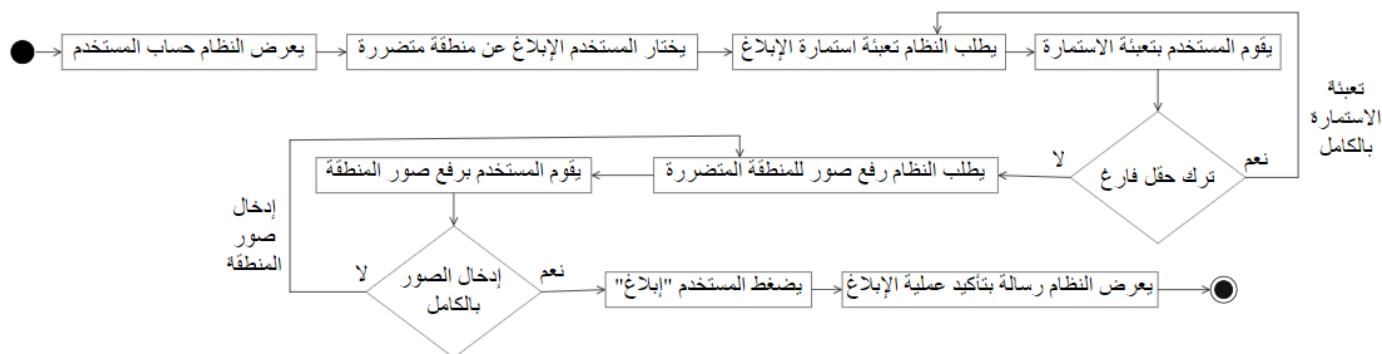 يعرض النظام حساب المستخدم
يختار المستخدم الإبلاغ عن منطقة متضررة
يطلب النظام تعبئة استمارة الإبلاغ
يقوم المستخدم بتعبئة الاستمارة
تعبئة
الاستمارة
بالكامل
نعم
ترك حقل فارغ
لا
يطلب النظام رفع صور للمنطقة المتضررة
يقوم المستخدم برفع صور المنطقة
إدخال
صور
المنطقة
لا
إدخال الصور
بالكامل
نعم
يضغط المستخدم "إبلاغ"
يعرض النظام رسالة بتأكيد عملية الإبلاغ